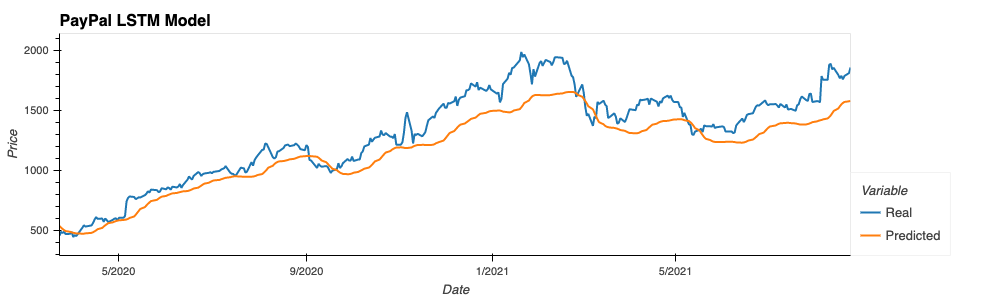 PayPal LSTM Model
2000
1500
1000
500
Price
5/2020
9/2020
1/2021
5/2021
Date
Variable
Real
Predicted